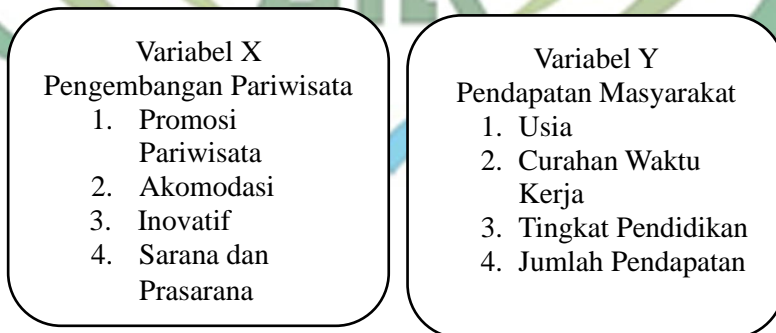 Variabel X
Pengembangan Pariwisata
1. Promosi
Pariwisata
2. Akomodasi
3. Inovatif
4. Sarana dan
Prasarana
Variabel Y
Pendapatan Masyarakat
1. Usia
2. Curahan Waktu
Kerja
3. Tingkat Pendidikan
4. Jumlah Pendapatan